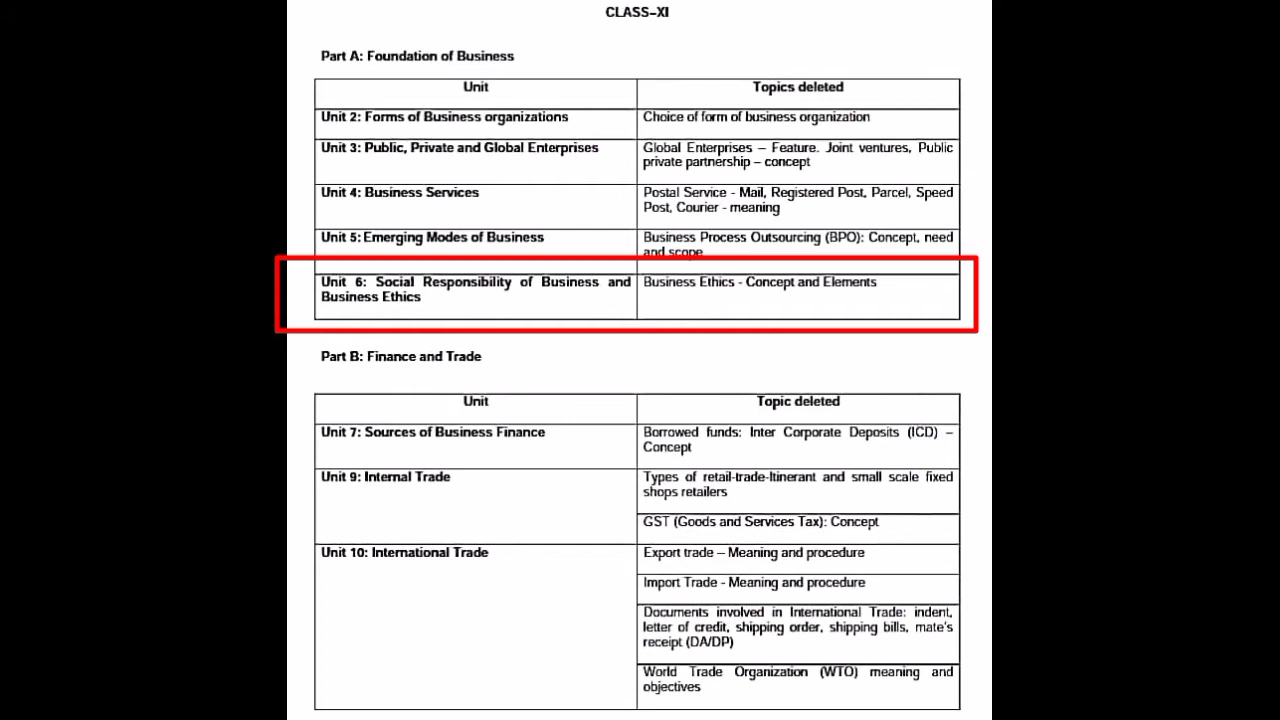 CLASS–XI
Part A: Foundation of Business
Unit
Topics deleted
Unit 2: Forms of Business organizations
Choice of form of business organization
Unit 3: Public, Private and Global Enterprises
Global Enterprises – Feature. Joint ventures, Public
private partnership – concept
Unit 4: Business Services
Postal Service - Mail, Registered Post, Parcel, Speed
Post, Courier - meaning
Unit 5: Emerging Modes of Business
Business Process Outsourcing (BPO): Concept, need
and scope
Unit 6: Social Responsibility of Business and
Business Ethics
Business Ethics - Concept and Elements
Part B: Finance and Trade
Unit
Topic deleted
Unit 7: Sources of Business Finance
Borrowed funds: Inter Corporate Deposits (ICD) –
Concept
Unit 9: Internal Trade
Types of retail-trade-Itinerant and small scale fixed
shops retailers
GST (Goods and Services Tax): Concept
Unit 10: International Trade
Export trade – Meaning and procedure
Import Trade - Meaning and procedure
Documents involved in International Trade: indent,
letter of credit, shipping order, shipping bills, mate's
receipt (DA/DP)
World Trade Organization (WTO) meaning and
objectives